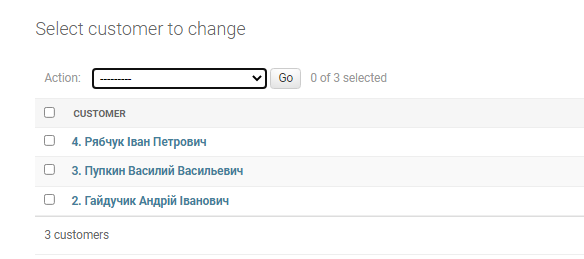 Select customer to change
Action: --------- Go 0 of 3 selected
CUSTOMER
4. Рябчук Іван Петрович
3. Пупкин Василий Васильевич
2. Гайдучик Андрій Іванович
3 customers